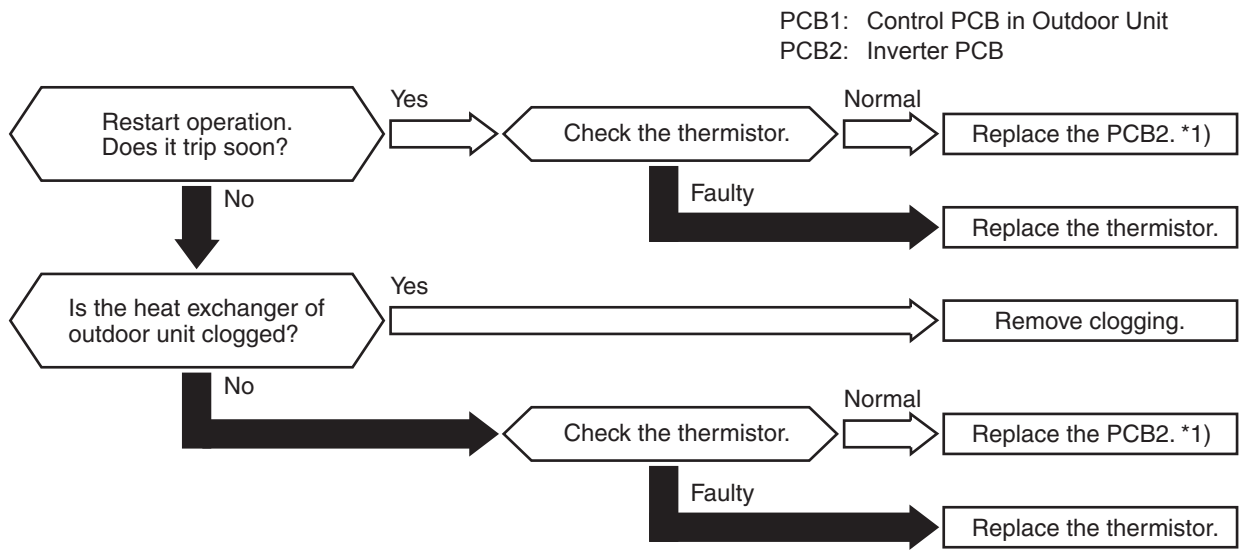 PCB1: Control PCB in Outdoor Unit
PCB2: Inverter PCB
Restart operation.
Does it trip soon?
Yes
Check the thermistor.
Normal
Replace the PCB2. *1)
Faulty
Replace the thermistor.
No
Is the heat exchanger of
outdoor unit clogged?
Yes
Remove clogging.
No
Check the thermistor.
Normal
Replace the PCB2. *1)
Faulty
Replace the thermistor.